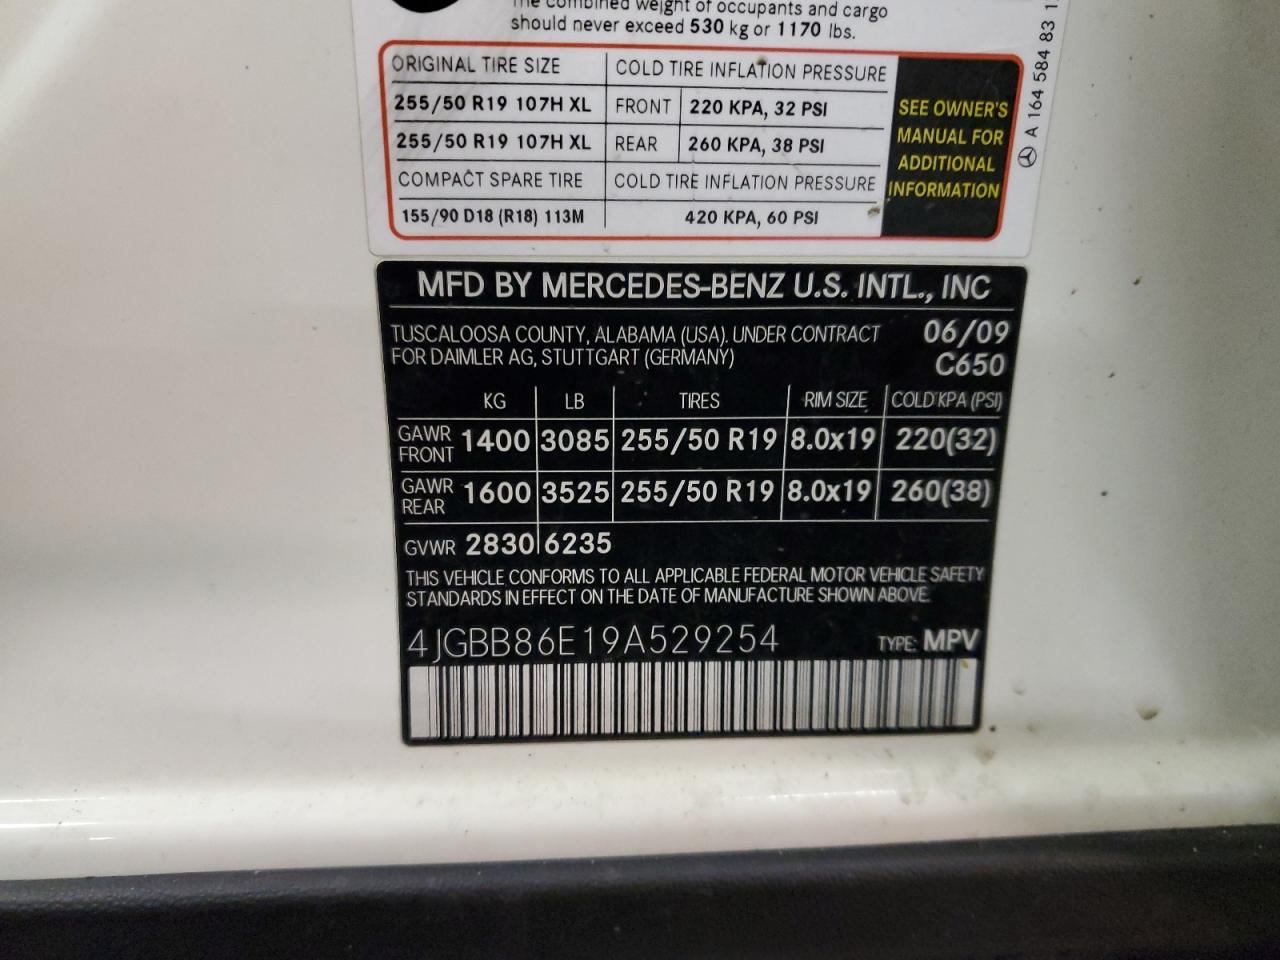 The combined weight of occupants and cargo
should never exceed 530 kg or 1170 lbs.
ORIGINAL TIRE SIZE COLD TIRE INFLATION PRESSURE
255/50 R19 107H XL FRONT 220 KPA, 32 PSI
255/50 R19 107H XL REAR 260 KPA, 38 PSI
COMPACT SPARE TIRE COLD TIRE INFLATION PRESSURE
155/90 D18 (R18) 113M 420 KPA, 60 PSI
SEE OWNER'S
MANUAL FOR
ADDITIONAL
INFORMATION
A 164 584 83
MFD BY MERCEDES-BENZ U.S. INTL., INC
TUSCALOOSA COUNTY, ALABAMA (USA). UNDER CONTRACT 06/09
FOR DAIMLER AG, STUTTGART (GERMANY) C650
KG LB TIRES RIM SIZE COLD KPA (PSI)
GAWR FRONT 1400 3085 255/50 R19 8.0x19 220(32)
GAWR REAR 1600 3525 255/50 R19 8.0x19 260(38)
GVWR 2830 6235
THIS VEHICLE CONFORMS TO ALL APPLICABLE FEDERAL MOTOR VEHICLE SAFETY
STANDARDS IN EFFECT ON THE DATE OF MANUFACTURE SHOWN ABOVE.
4JGBB86E19A529254 TYPE: MPV